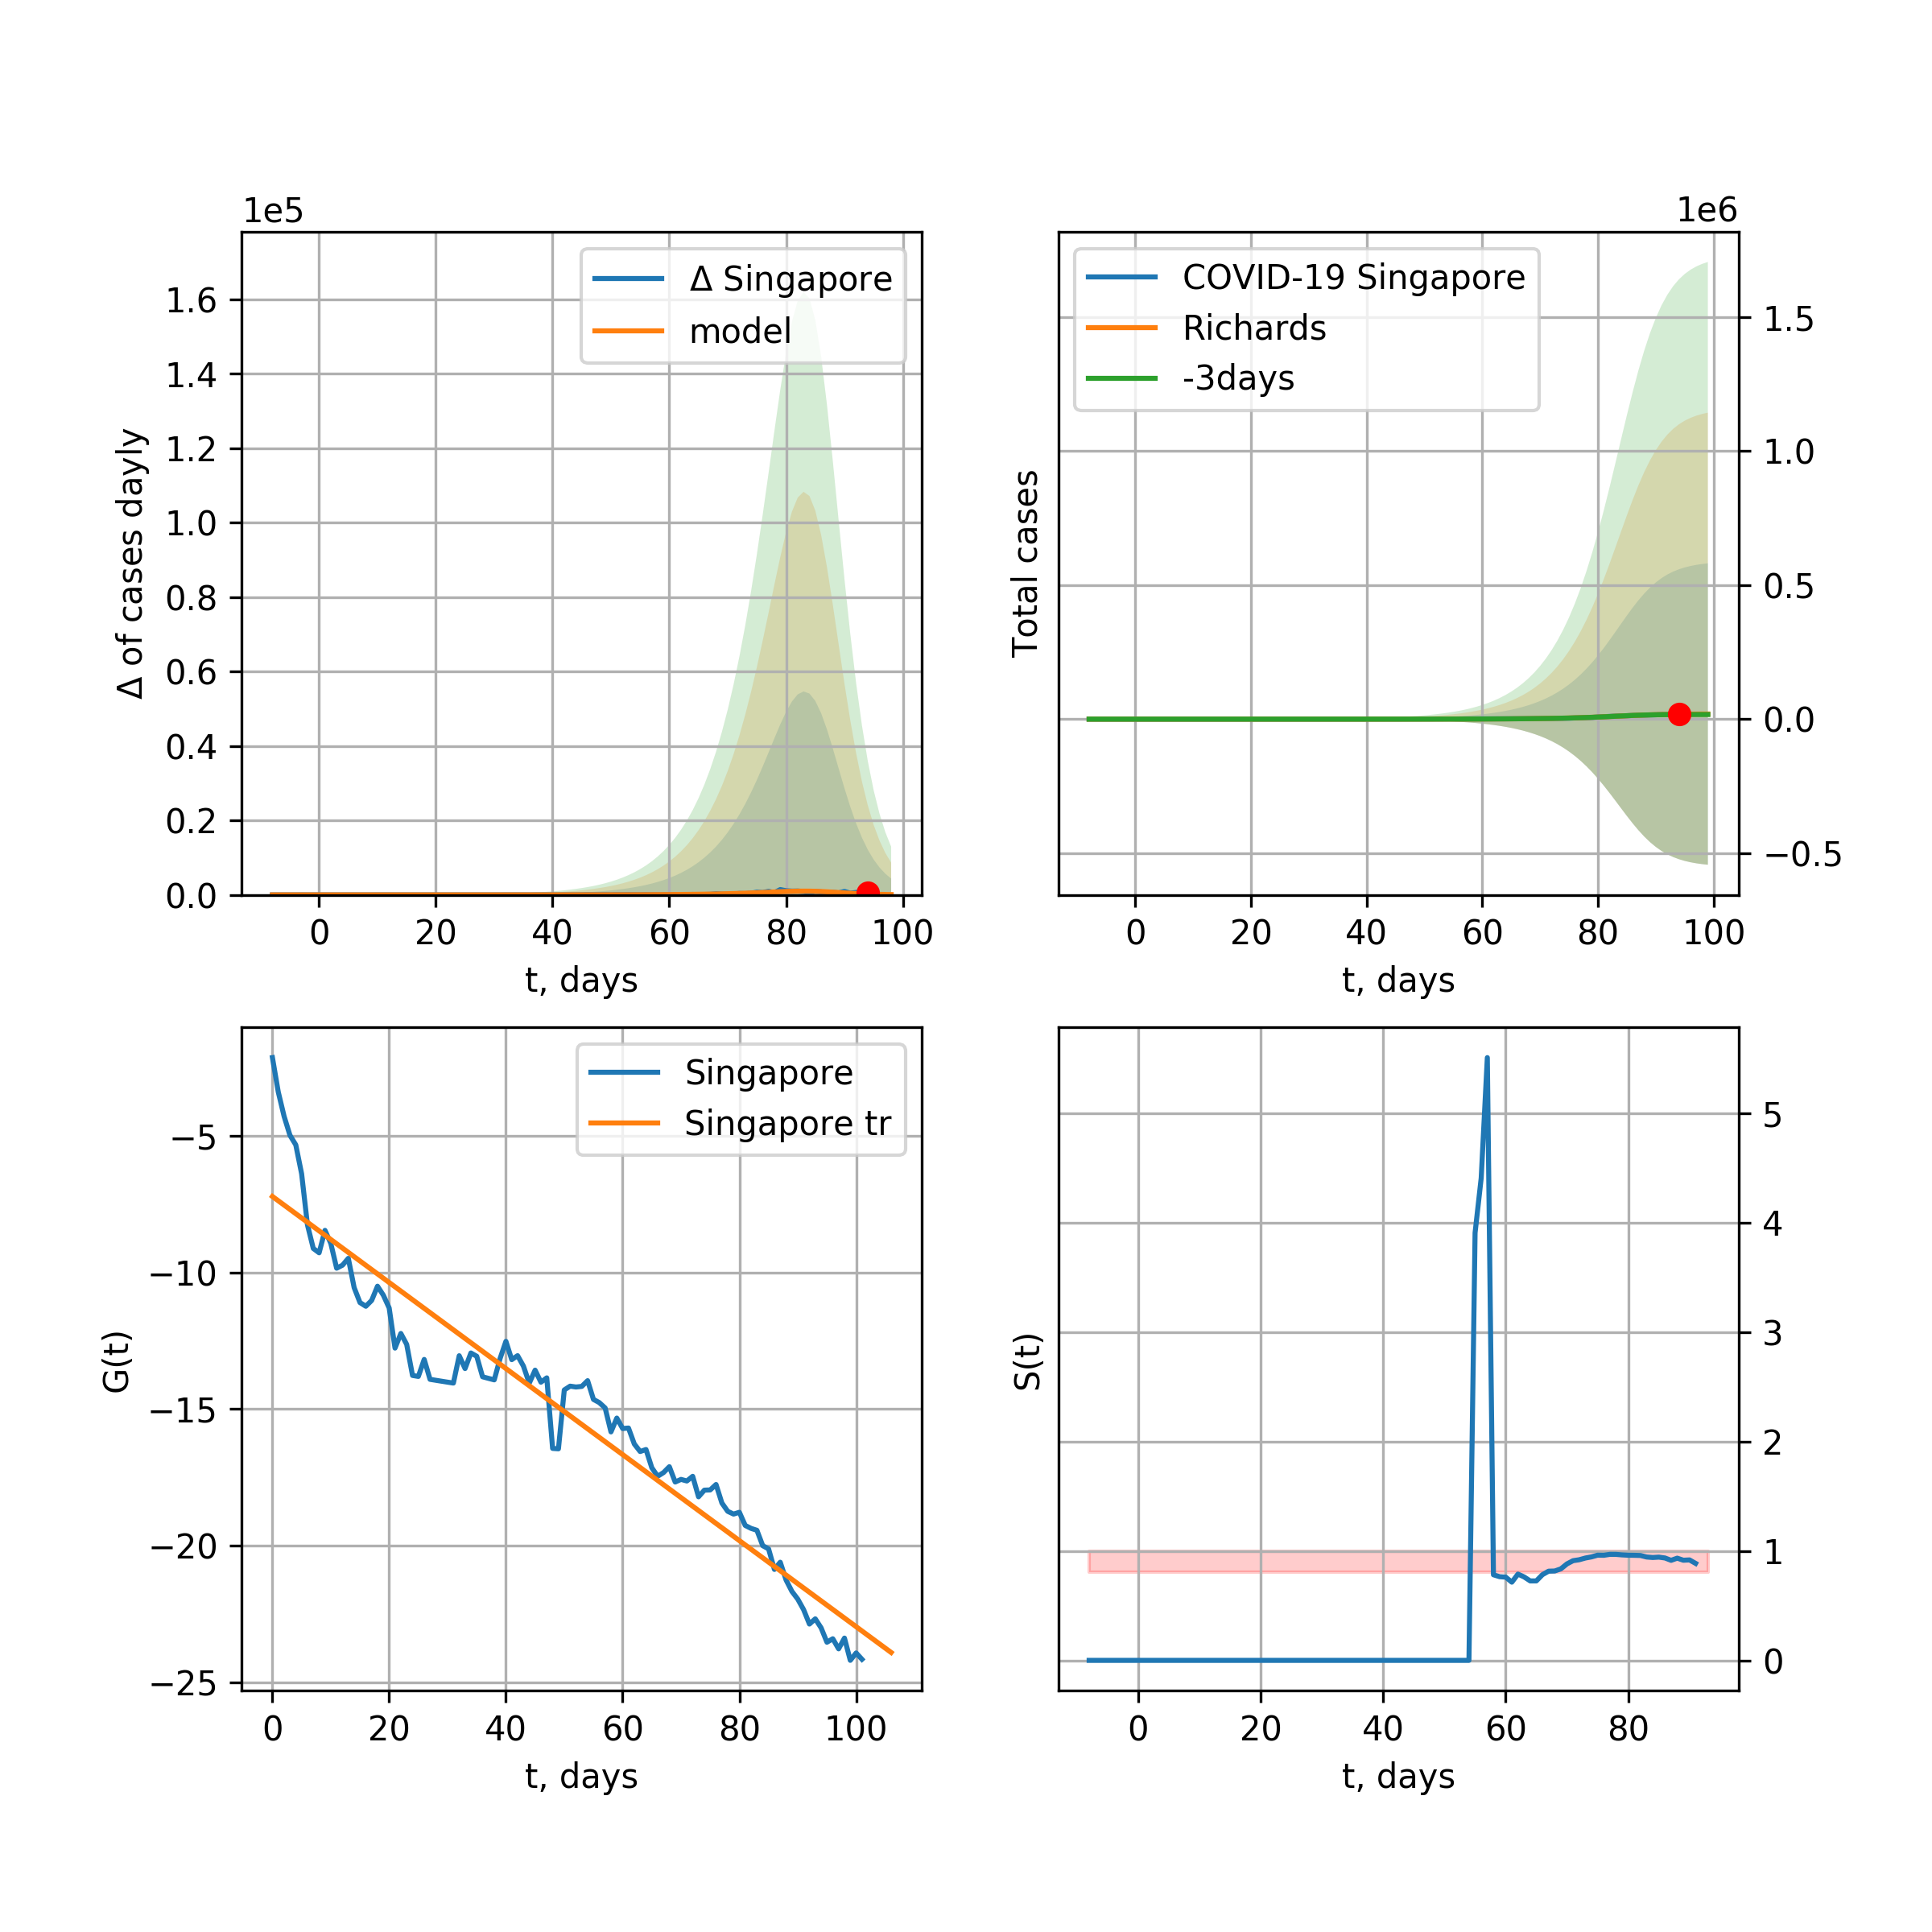 1e5
Δ of cases dayly
1.6
1.4
1.2
1.0
0.8
0.6
0.4
0.2
0.0
Δ Singapore
model
0 20 40 60 80 100
t, days
1e6
Total cases
COVID-19 Singapore
Richards
-3days
1.5
1.0
0.5
0.0
−0.5
0 20 40 60 80 100
t, days
G(t)
−5
−10
−15
−20
−25
Singapore
Singapore tr
0 20 40 60 80 100
t, days
S(t)
5
4
3
2
1
0
0 20 40 60 80
t, days